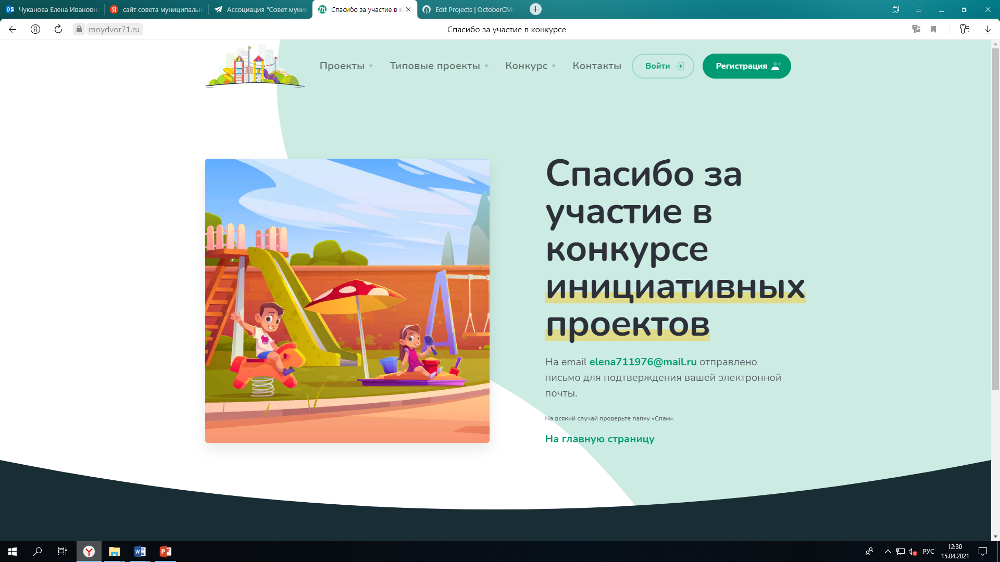 Чуканова Елена Ивановна
сайт совета муниципальн
Ассоциация "Совет муниц
Спасибо за участие в к
Edit Projects | OctoberCMS
moydvor71.ru
Спасибо за участие в конкурсе
Проекты
Типовые проекты
Конкурс
Контакты
Войти
Регистрация
Спасибо за
участие в
конкурсе
инициативных
проектов
На email elena711976@mail.ru отправлено
письмо для подтверждения вашей электронной
почты.
На всякий случай проверьте папку «Спам».
На главную страницу
РУС
12:30
15.04.2021